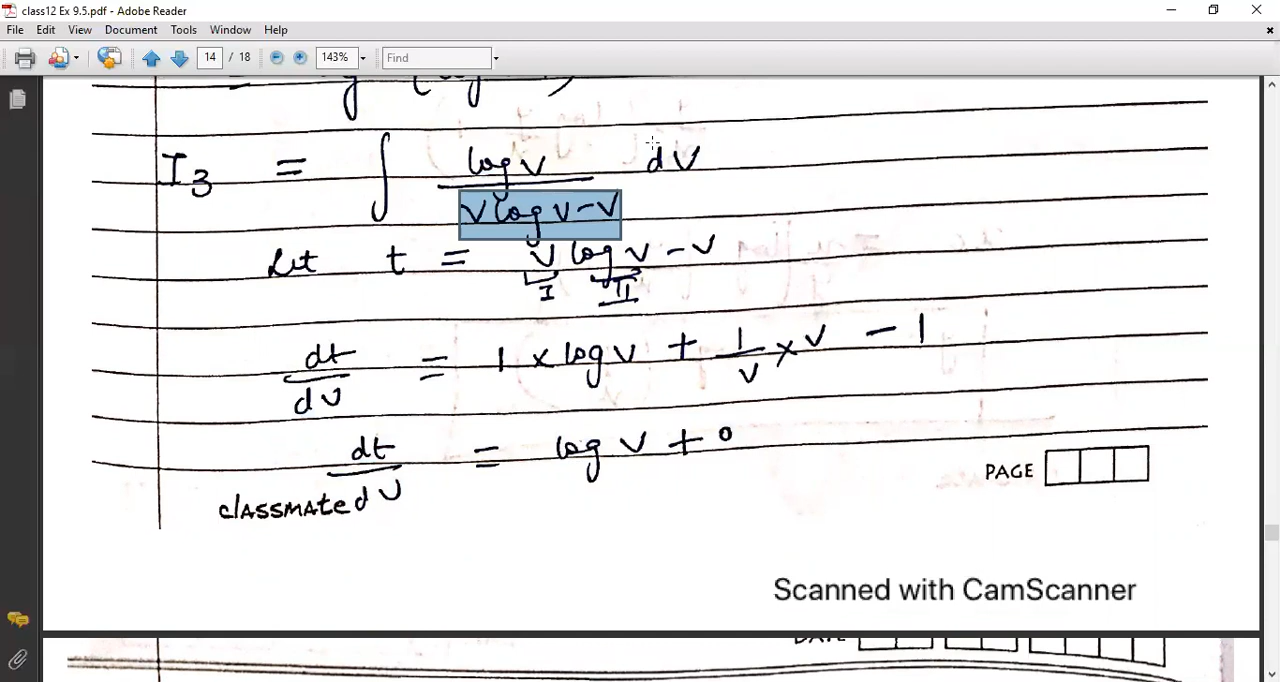 class12 Ex 9.5.pdf - Adobe Reader
File Edit View Document Tools Window Help
14 / 18 143% Find
I3 = ∫ log v / (v log v - v) dv
Let t = v log v - v
I II
dt/dv = 1 × log v + 1/v × v - 1
dt/dv = log v + 0
classmate
PAGE
Scanned with CamScanner
DATE